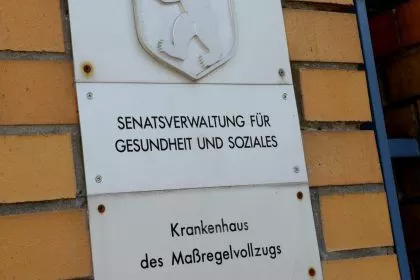 SENATSVERWALTUNG FÜR
GESUNDHEIT UND SOZIALES
Krankenhaus
des Maßregelvollzugs